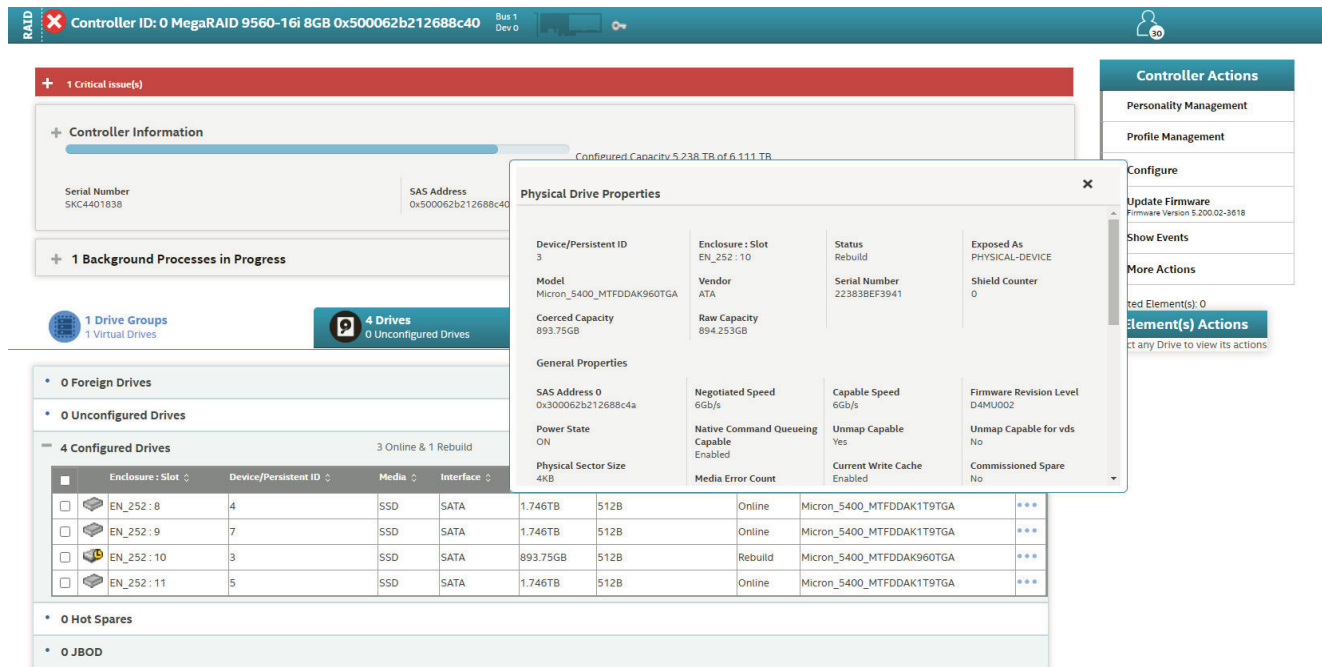 RAID
Controller ID: 0 MegaRAID 9560-16i 8GB 0x500062b212688c40
Bus 1
Dev 0
30
1 Critical issue(s)
Controller Information
Configured Capacity 5.238 TB of 6.111 TB
Serial Number
SKC4401838
SAS Address
0x500062b212688c40
1 Background Processes in Progress
1 Drive Groups
1 Virtual Drives
4 Drives
0 Unconfigured Drives
Controller Actions
Personality Management
Profile Management
Configure
Update Firmware
Firmware Version 5.200.02-3618
Show Events
More Actions
ted Element(s): 0
Element(s) Actions
ct any Drive to view its actions
Physical Drive Properties
Device/Persistent ID
3
Enclosure : Slot
EN_252 : 10
Status
Rebuild
Exposed As
PHYSICAL-DEVICE
Model
Micron_5400_MTFDDAK960TGA
Vendor
ATA
Serial Number
22383BEF3941
Shield Counter
0
Coerced Capacity
893.75GB
Raw Capacity
894.253GB
General Properties
SAS Address 0
0x300062b212688c4a
Negotiated Speed
6Gb/s
Capable Speed
6Gb/s
Firmware Revision Level
D4MU002
Power State
ON
Native Command Queueing
Capable
Enabled
Unmap Capable
Yes
Unmap Capable for vds
No
Physical Sector Size
4KB
Media Error Count
Current Write Cache
Enabled
Commissioned Spare
No
0 Foreign Drives
0 Unconfigured Drives
4 Configured Drives
3 Online & 1 Rebuild
Enclosure : Slot Device/Persistent ID Media Interface
EN_252 : 8 4 SSD SATA 1.746TB 512B Online Micron_5400_MTFDDAK1T9TGA
EN_252 : 9 7 SSD SATA 1.746TB 512B Online Micron_5400_MTFDDAK1T9TGA
EN_252 : 10 3 SSD SATA 893.75GB 512B Rebuild Micron_5400_MTFDDAK960TGA
EN_252 : 11 5 SSD SATA 1.746TB 512B Online Micron_5400_MTFDDAK1T9TGA
0 Hot Spares
0 JBOD